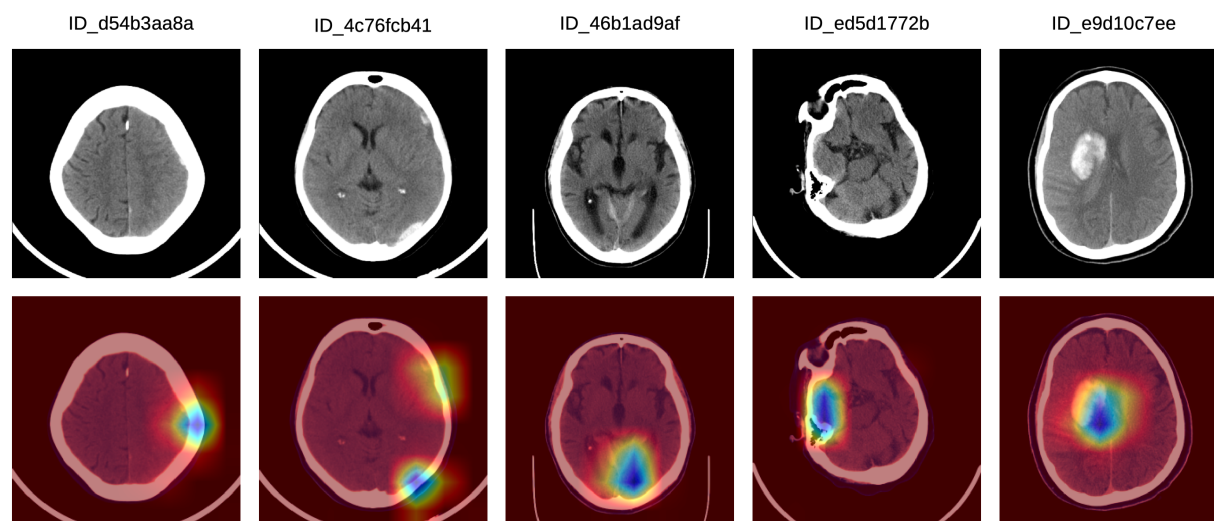 ID_d54b3aa8a
ID_4c76fcb41
ID_46b1ad9af
ID_ed5d1772b
ID_e9d10c7ee